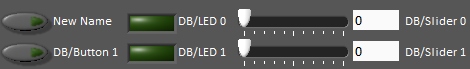 New Name DB/LED 0 0 DB/Slider 0
DB/Button 1 DB/LED 1 0 DB/Slider 1